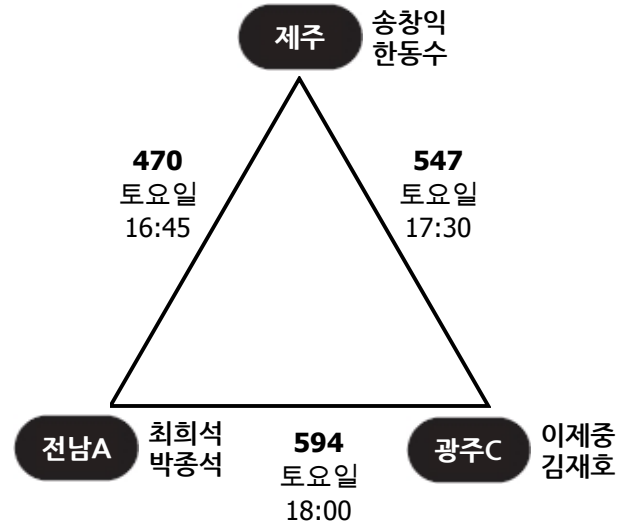 제주
송창익
한동수
470
토요일
16:45
547
토요일
17:30
전남A
최희석
박종석
594
토요일
18:00
광주C
이제중
김재호